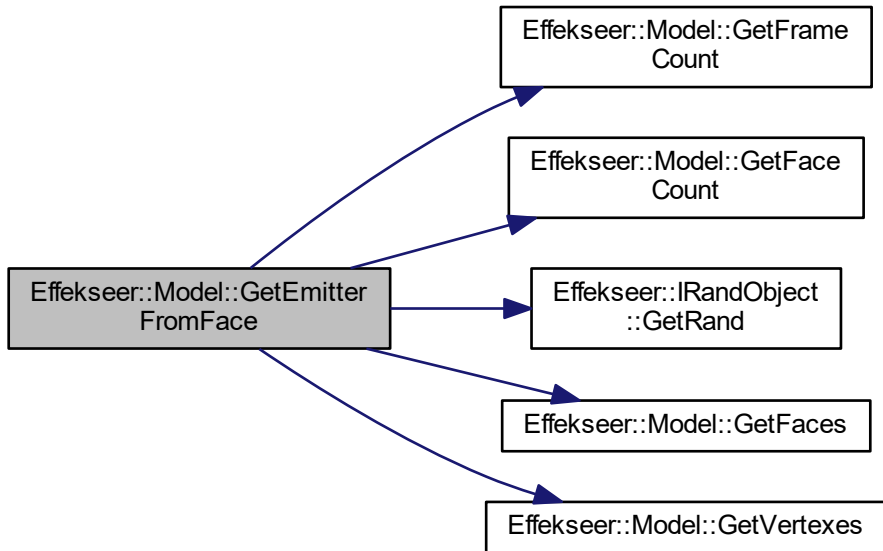 Effekseer::Model::GetFrame
Count
Effekseer::Model::GetFace
Count
Effekseer::Model::GetEmitter
FromFace
Effekseer::IRandObject
::GetRand
Effekseer::Model::GetFaces
Effekseer::Model::GetVertexes